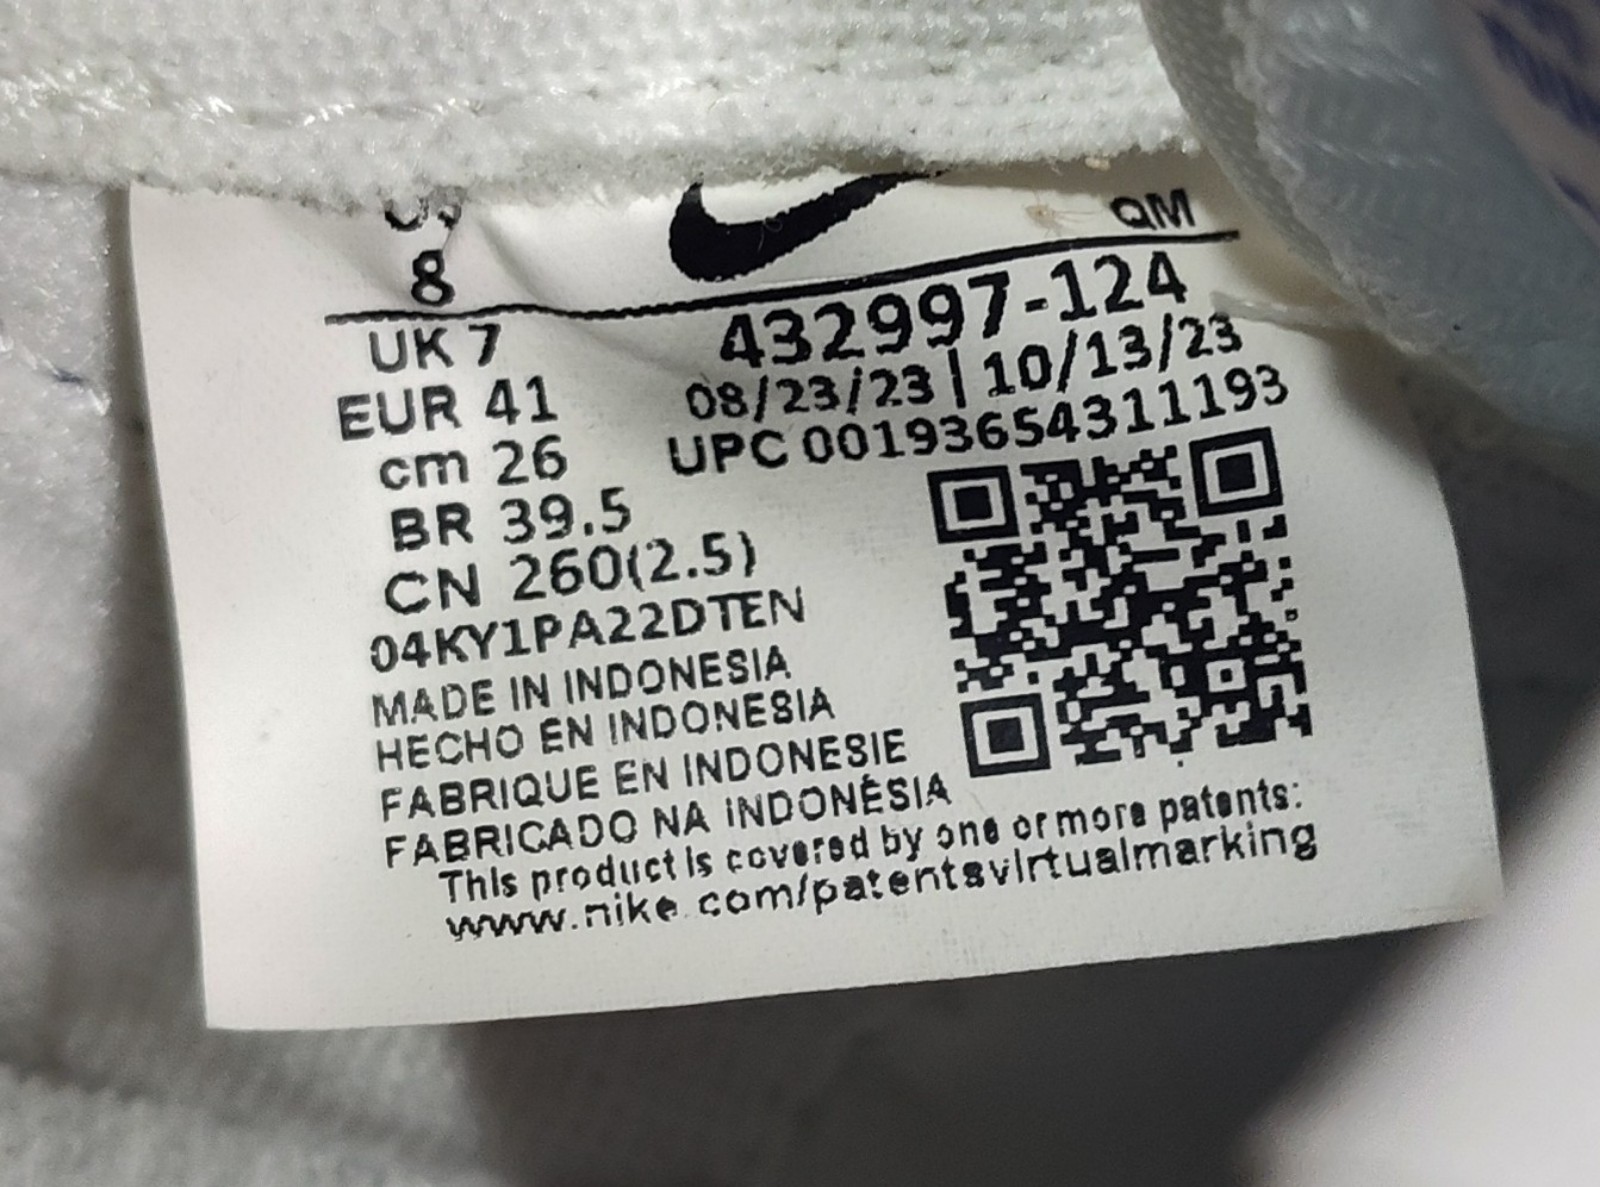 QM
8
UK 7
EUR 41
cm 26
BR 39.5
CN 260(2.5)
432997-124
08/23/23 | 10/13/23
UPC 00193654311193
04KY1PA22DTEN
MADE IN INDONESIA
HECHO EN INDONESIA
FABRIQUE EN INDONESIE
FABRICADO NA INDONÉSIA
This product is covered by one or more patents:
www.nike.com/patentsvirtualmarking